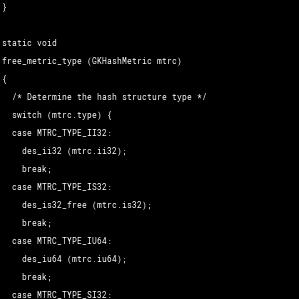 }
static void
free_metric_type (GKHashMetric mtrc)
{
/* Determine the hash structure type */
switch (mtrc.type) {
case MTRC_TYPE_II32:
des_ii32 (mtrc.ii32);
break;
case MTRC_TYPE_IS32:
des_is32_free (mtrc.is32);
break;
case MTRC_TYPE_IU64:
des_iu64 (mtrc.iu64);
break;
case MTRC_TYPE_SI32: